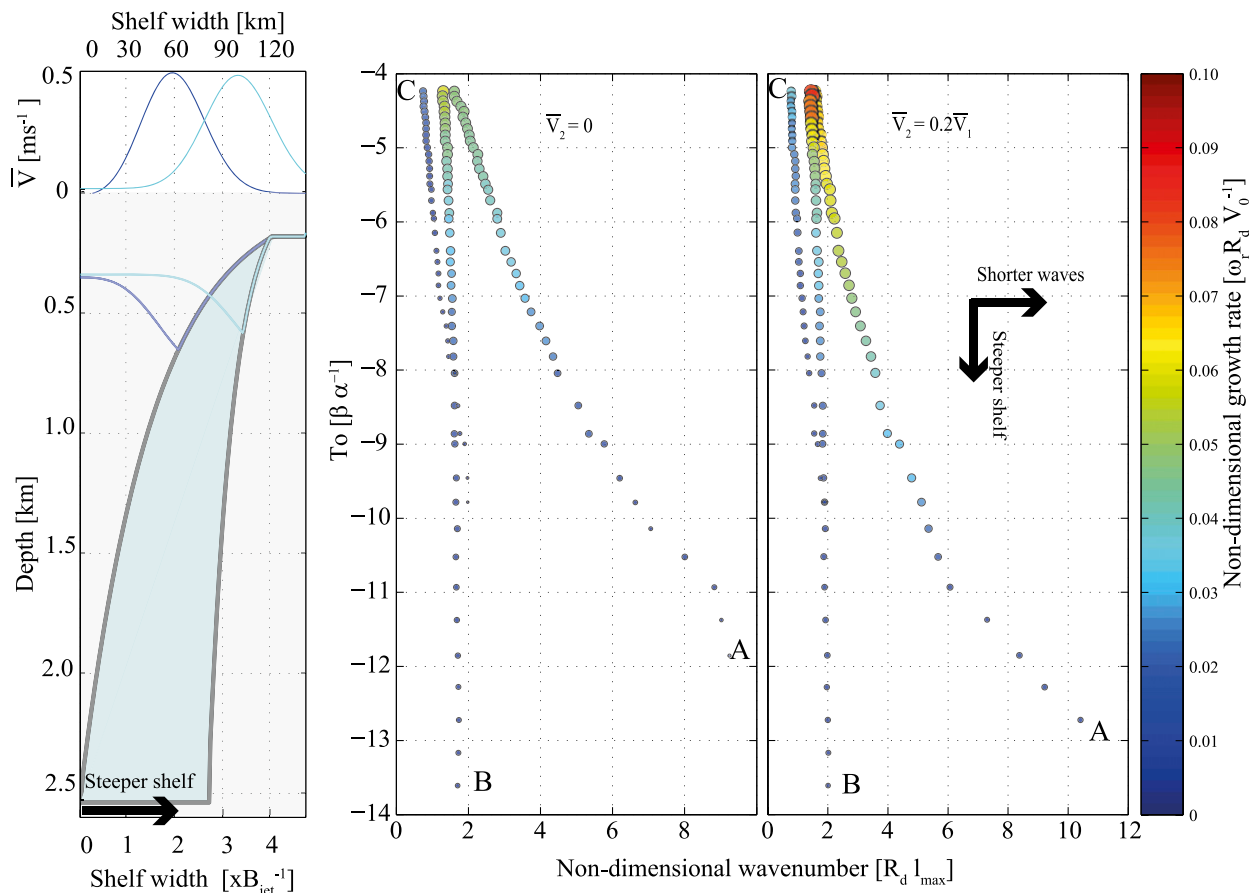 Shelf width [km]
0 30 60 90 120
0.5
0
V [ms⁻¹]
0.5
1.0
1.5
2.0
2.5
Depth [km]
Steeper shelf
0 1 2 3 4
Shelf width [xB_jet⁻¹]
−4
−5
−6
−7
−8
−9
−10
−11
−12
−13
−14
To [β α⁻¹]
C
V̅₂ = 0
A
B
0 2 4 6 8
C
V̅₂ = 0.2V̅₁
Shorter waves
Steeper shelf
A
B
0 2 4 6 8 10 12
Non-dimensional wavenumber [R_d l_max]
0.10
0.09
0.08
0.07
0.06
0.05
0.04
0.03
0.02
0.01
0
Non-dimensional growth rate [ω_r R_d V₀⁻¹]